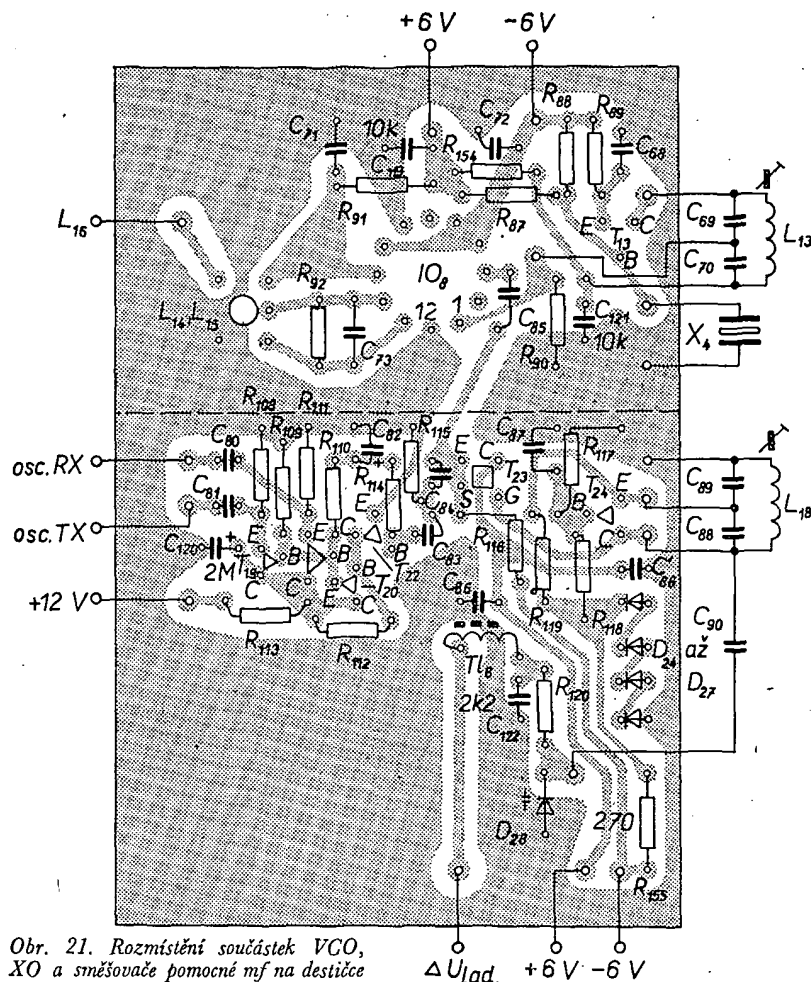 +6 V
-6V
R88
R89
C71
10k
C72
C68
C119
R154
R91
R87
E
C
T13
B
C69
C70
L13
L16
R92
IO8
12
1
L14
L15
C73
C85
C121
10k
R90
X4
R108
R109
R111
C80
R110
C82
R115
E
C
C87
R117
osc. RX
R114
T23
T24
E
C89
L18
C81
C84
S
G
B
C88
osc. TX
E
E
C
E
C83
R116
C
C120
2M
T19
B
B
B
B
T22
C86
T20
C86
+12 V
C
C
E
C
R119
R118
R113
R112
D24
až
D27
C90
Tl6
R120
2k2
C122
D28
270
R155
Obr. 21. Rozmístění součástek VCO,
XO a směšovače pomocné mf na destičce
Δ Ulad.
+6 V
-6 V